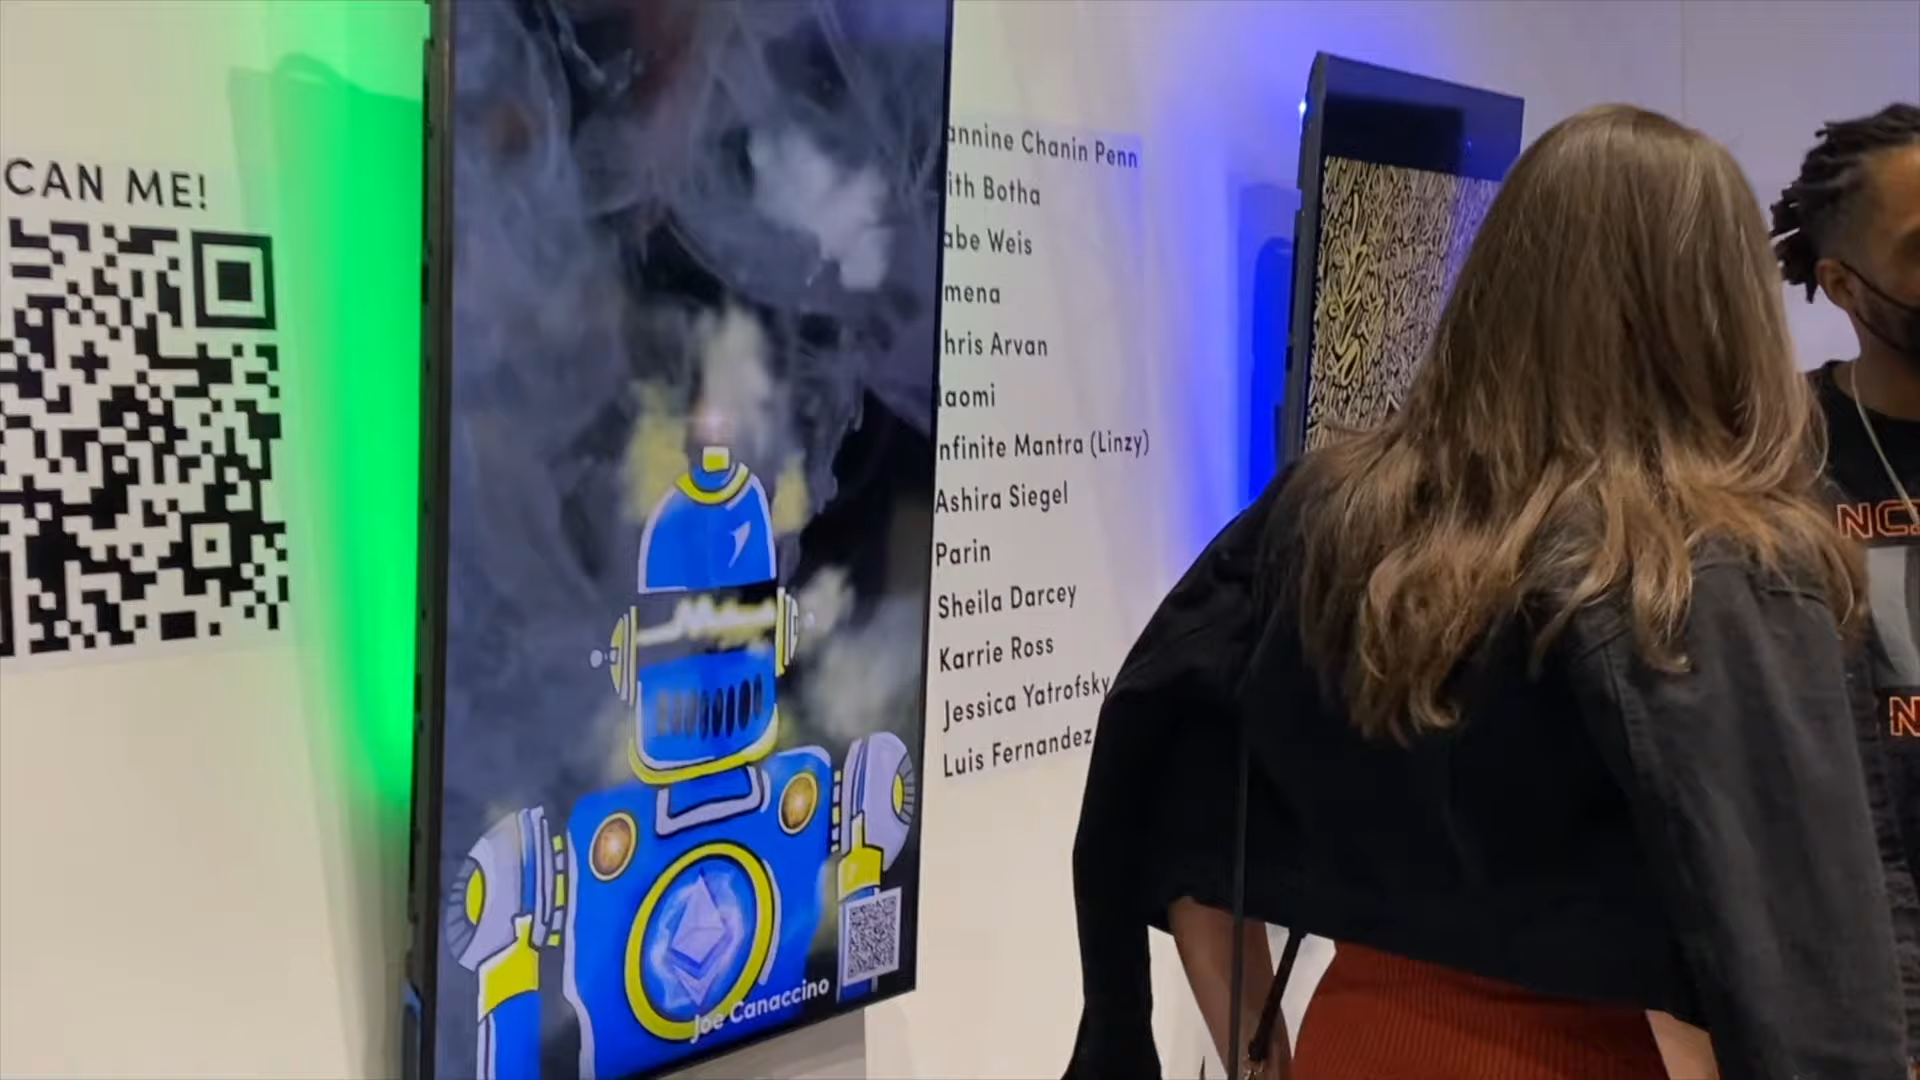 CAN ME!
annine Chanin Penn
ith Botha
abe Weis
mena
hris Arvan
aomi
nfinite Mantra (Linzy)
Ashira Siegel
Parin
Sheila Darcey
Karrie Ross
Jessica Yatrofsky
Luis Fernandez
Joe Canaccino
NC
N